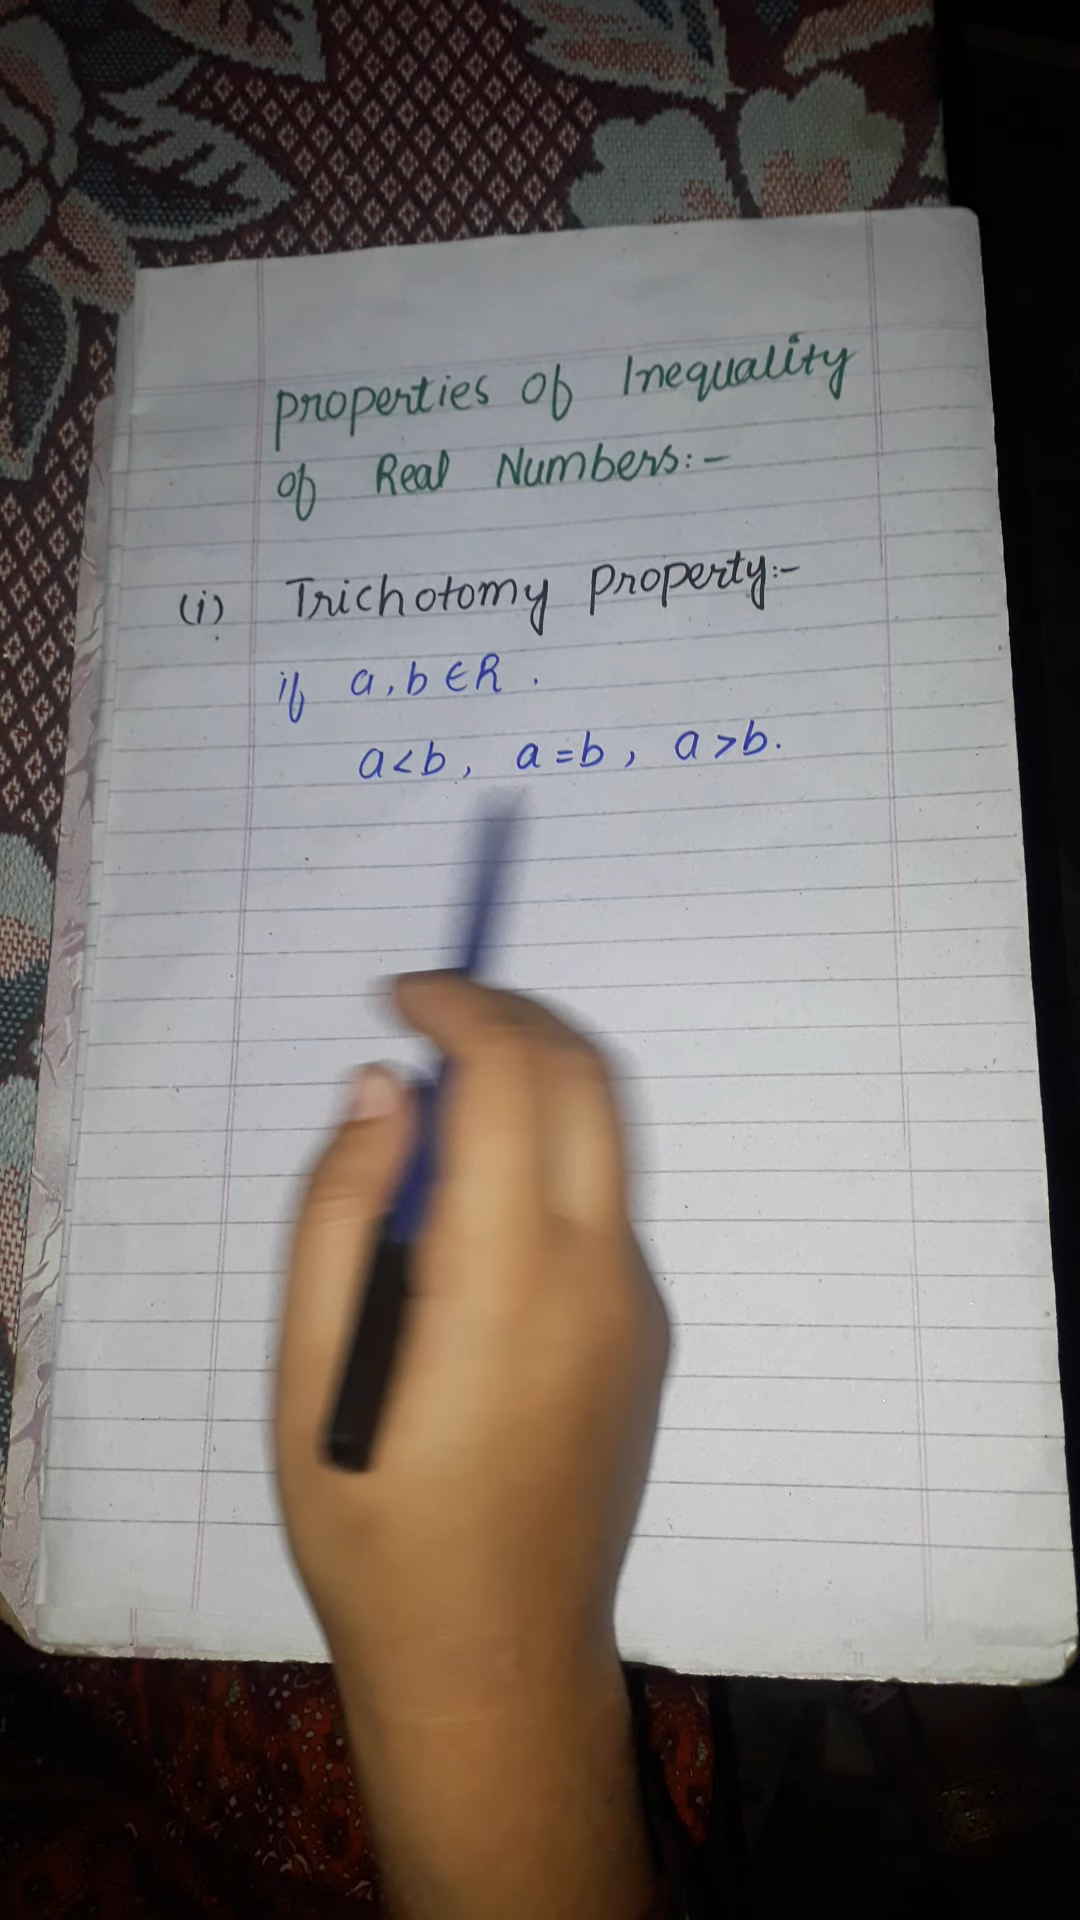 properties of Inequality
of Real Numbers:-
(i) Trichotomy property:-
if a,b∈R.
a<b, a=b, a>b.